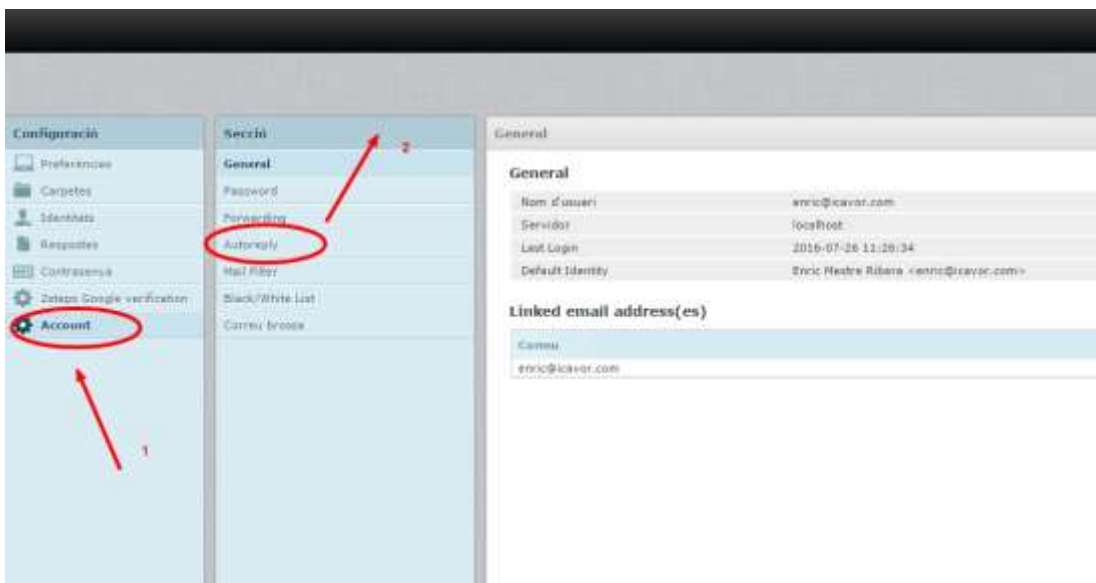 Configuració
Preferències
Carpetes
Identitats
Respostes
Contrasenya
2steps Google verification
Account
1
Secció
2
General
Password
Forwarding
Autoreply
Mail Filter
Black/White List
Correu brossa
General
General
Nom d'usuari enric@icavor.com
Servidor localhost
Last Login 2016-07-26 11:26:34
Default Identity Enric Mestre Ribera <enric@icavor.com>
Linked email address(es)
Correu
enric@icavor.com